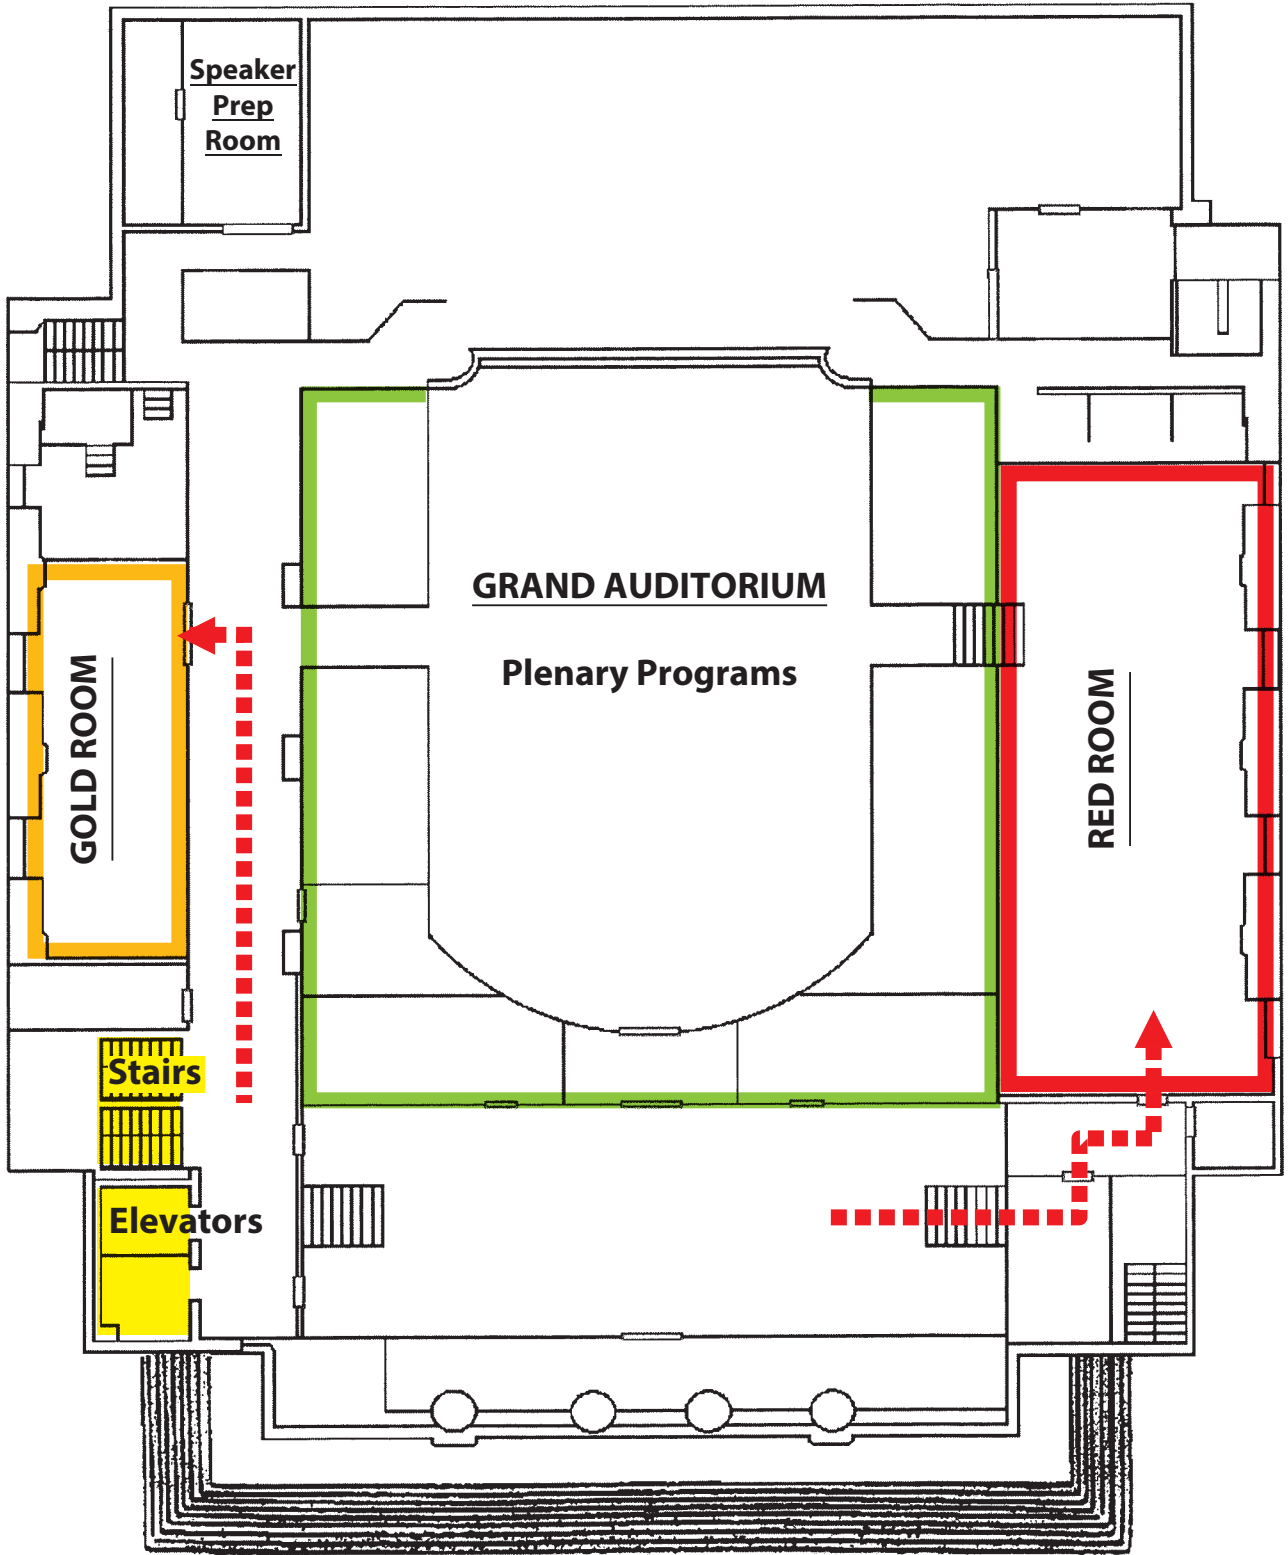 Speaker
Prep
Room
GRAND AUDITORIUM
Plenary Programs
GOLD ROOM
RED ROOM
Stairs
Elevators